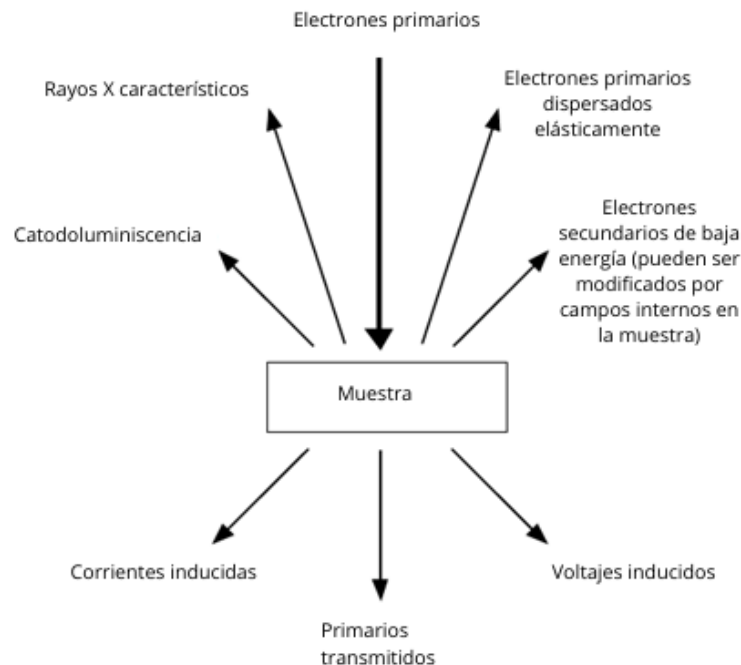 Electrones primarios
Rayos X característicos
Electrones primarios
dispersados
elásticamente
Catodoluminiscencia
Electrones
secundarios de baja
energía (pueden ser
modificados por
campos internos en
la muestra)
Muestra
Corrientes inducidas
Voltajes inducidos
Primarios
transmitidos